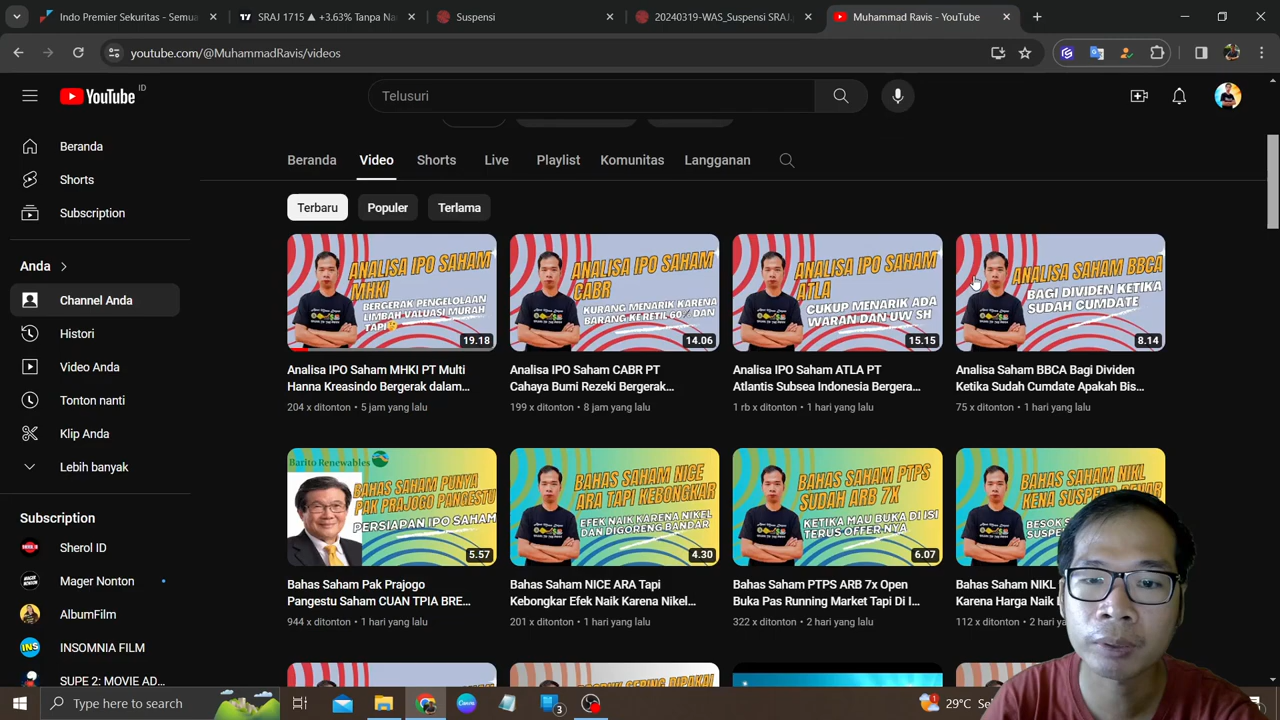 Indo Premier Sekuritas - Semua
SRAJ 1715 ▲ +3.63% Tanpa Na
Suspensi
20240319-WAS_Suspensi SRAJ.
Muhammad Ravis - YouTube
youtube.com/@MuhammadRavis/videos
YouTube ID
Telusuri
Beranda
Shorts
Subscription
Anda
Channel Anda
Histori
Video Anda
Tonton nanti
Klip Anda
Lebih banyak
Subscription
Sherol ID
Mager Nonton
AlbumFilm
INSOMNIA FILM
SUPE 2: MOVIE AD...
Beranda Video Shorts Live Playlist Komunitas Langganan
Terbaru Populer Terlama
ANALISA IPO SAHAM
MHKI
BERGERAK PENGELOLAAN
LIMBAH VALUASI MURAH
TAPI
19.18
Analisa IPO Saham MHKI PT Multi
Hanna Kreasindo Bergerak dalam...
204 x ditonton • 5 jam yang lalu
ANALISA IPO SAHAM
CABR
KURANG MENARIK KARENA
BARANG KERETIL 60% DAN
14.06
Analisa IPO Saham CABR PT
Cahaya Bumi Rezeki Bergerak...
199 x ditonton • 8 jam yang lalu
ANALISA IPO SAHAM
ATLA
CUKUP MENARIK ADA
WARAN DAN UW SH
15.15
Analisa IPO Saham ATLA PT
Atlantis Subsea Indonesia Bergera...
1 rb x ditonton • 1 hari yang lalu
ANALISA SAHAM BBCA
BAGI DIVIDEN KETIKA
SUDAH CUMDATE
8.14
Analisa Saham BBCA Bagi Dividen
Ketika Sudah Cumdate Apakah Bis...
75 x ditonton • 1 hari yang lalu
Barito Renewables
BAHAS SAHAM PUNYA
PAK PRAJOGO PANGESTU
PERSIAPAN IPO SAHAM
5.57
Bahas Saham Pak Prajogo
Pangestu Saham CUAN TPIA BRE...
944 x ditonton • 1 hari yang lalu
BAHAS SAHAM NICE
ARA TAPI KEBONGKAR
EFEK NAIK KARENA NIKEL
DAN DIGORENG BANDAR
4.30
Bahas Saham NICE ARA Tapi
Kebongkar Efek Naik Karena Nikel...
201 x ditonton • 1 hari yang lalu
BAHAS SAHAM PTPS
SUDAH ARB 7X
KETIKA MAU BUKA DI ISI
TERUS OFFER NYA
6.07
Bahas Saham PTPS ARB 7x Open
Buka Pas Running Market Tapi Di I...
322 x ditonton • 2 hari yang lalu
BAHAS SAHAM NIKL
KENA SUSPEND
BESOK
Bahas Saham NIKL
Karena Harga Naik
112 x ditonton • 2 hari
Type here to search
3
1
29°C